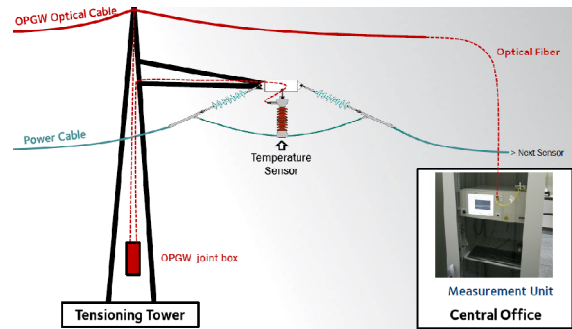 OPGW Optical Cable
Optical Fiber
Power Cable
> Next Sensor
Temperature
Sensor
OPGW joint box
Measurement Unit
Tensioning Tower
Central Office